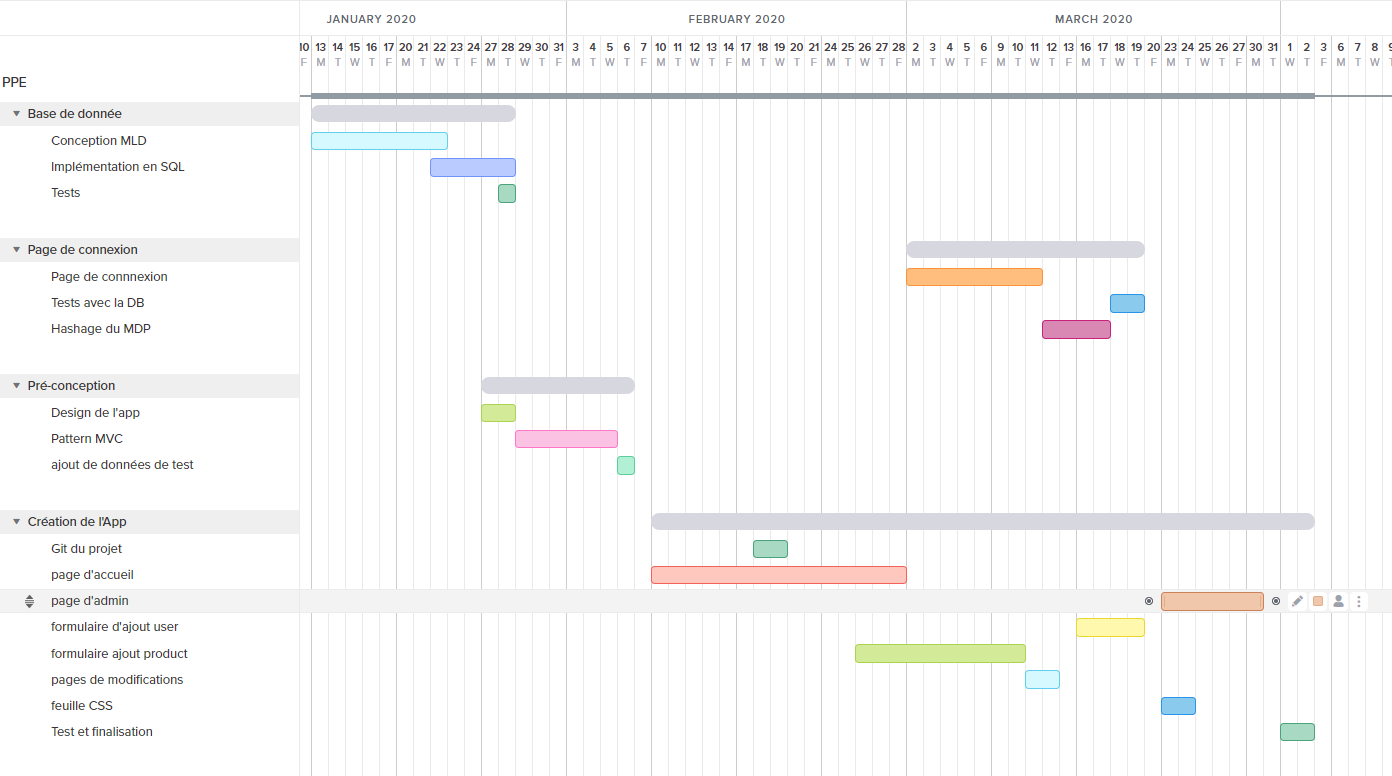 JANUARY 2020 FEBRUARY 2020 MARCH 2020
10 13 14 15 16 17 20 21 22 23 24 27 28 29 30 31 3 4 5 6 7 10 11 12 13 14 17 18 19 20 21 24 25 26 27 28 2 3 4 5 6 9 10 11 12 13 16 17 18 19 20 23 24 25 26 27 30 31 1 2 3 6 7 8 9
F M T W T F M T W T F M T W T F M T W T F M T W T F M T W T F M T W T F M T W T F M T W T F M T W T F M T W T F M T W T F M T W T
PPE
Base de donnée
Conception MLD
Implémentation en SQL
Tests
Page de connexion
Page de connnexion
Tests avec la DB
Hashage du MDP
Pré-conception
Design de l'app
Pattern MVC
ajout de données de test
Création de l'App
Git du projet
page d'accueil
page d'admin
formulaire d'ajout user
formulaire ajout product
pages de modifications
feuille CSS
Test et finalisation